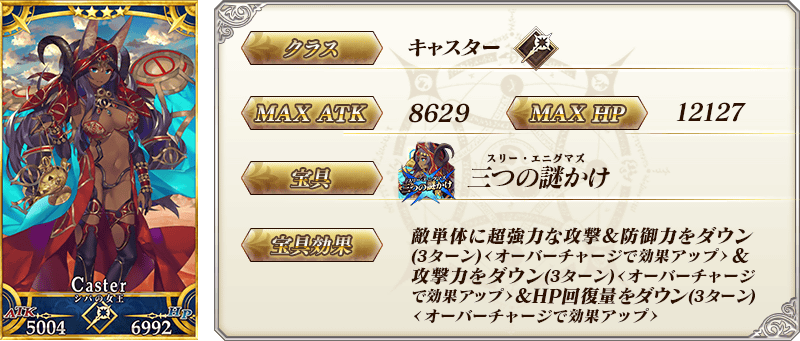 Caster
シバの女王
ATK
HP
5004
6992
クラス
キャスター
MAX ATK
8629
MAX HP
12127
宝具
スリー・エニグマズ
三つの謎かけ
三つの謎かけ
宝具効果
敵単体に超強力な攻撃&防御力をダウン
(3ターン)<オーバーチャージで効果アップ>&
攻撃力をダウン(3ターン)<オーバーチャージ
で効果アップ>&HP回復量をダウン(3ターン)
<オーバーチャージで効果アップ>